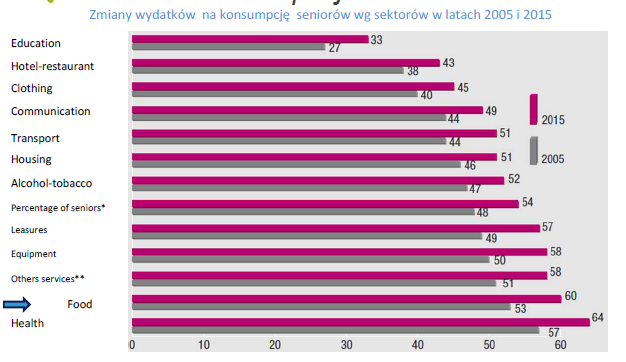 Zmiany wydatków na konsumpcję seniorów wg sektorów w latach 2005 i 2015
Education 33
27
Hotel-restaurant 43
38
Clothing 45
40
Communication 49
44
2015
Transport 51
44
Housing 51
46
2005
Alcohol-tobacco 52
47
Percentage of seniors* 54
48
Leasures 57
49
Equipment 58
50
Others services** 58
51
Food 60
53
Health 64
57
0 10 20 30 40 50 60